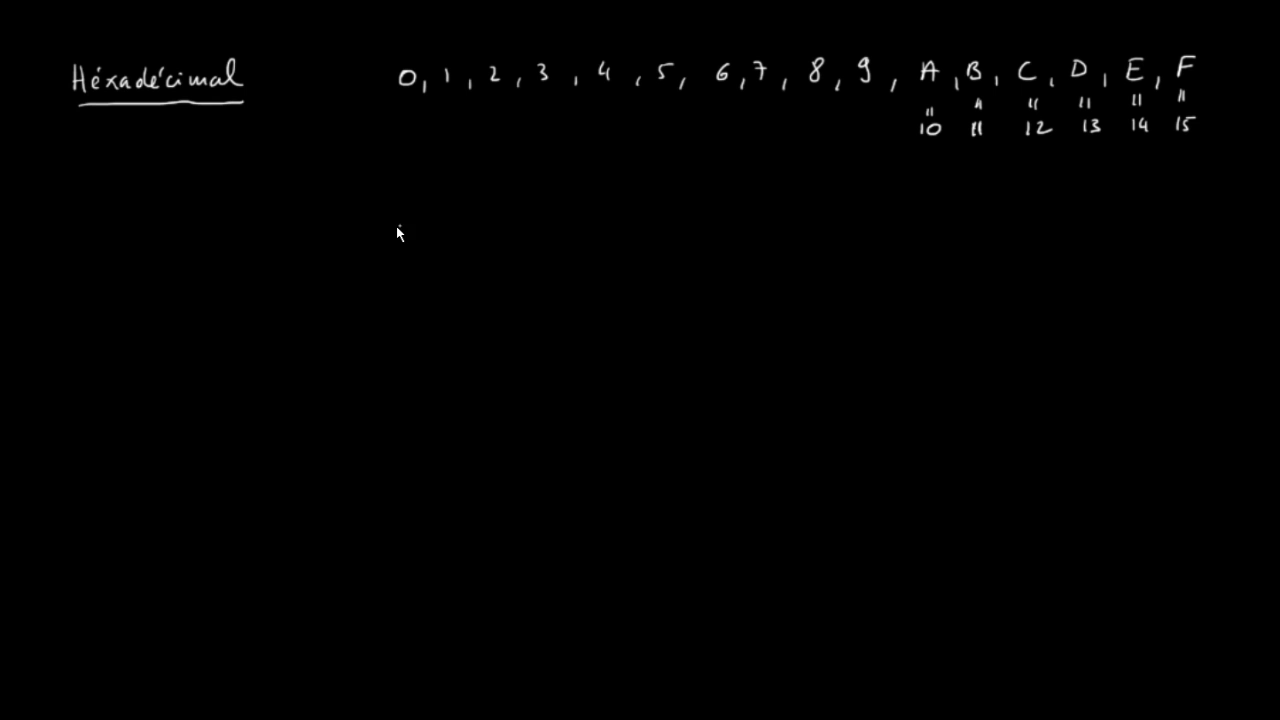 Héxadécimal 0, 1, 2, 3, 4, 5, 6, 7, 8, 9, A, B, C, D, E, F
" " " " " "
10 11 12 13 14 15